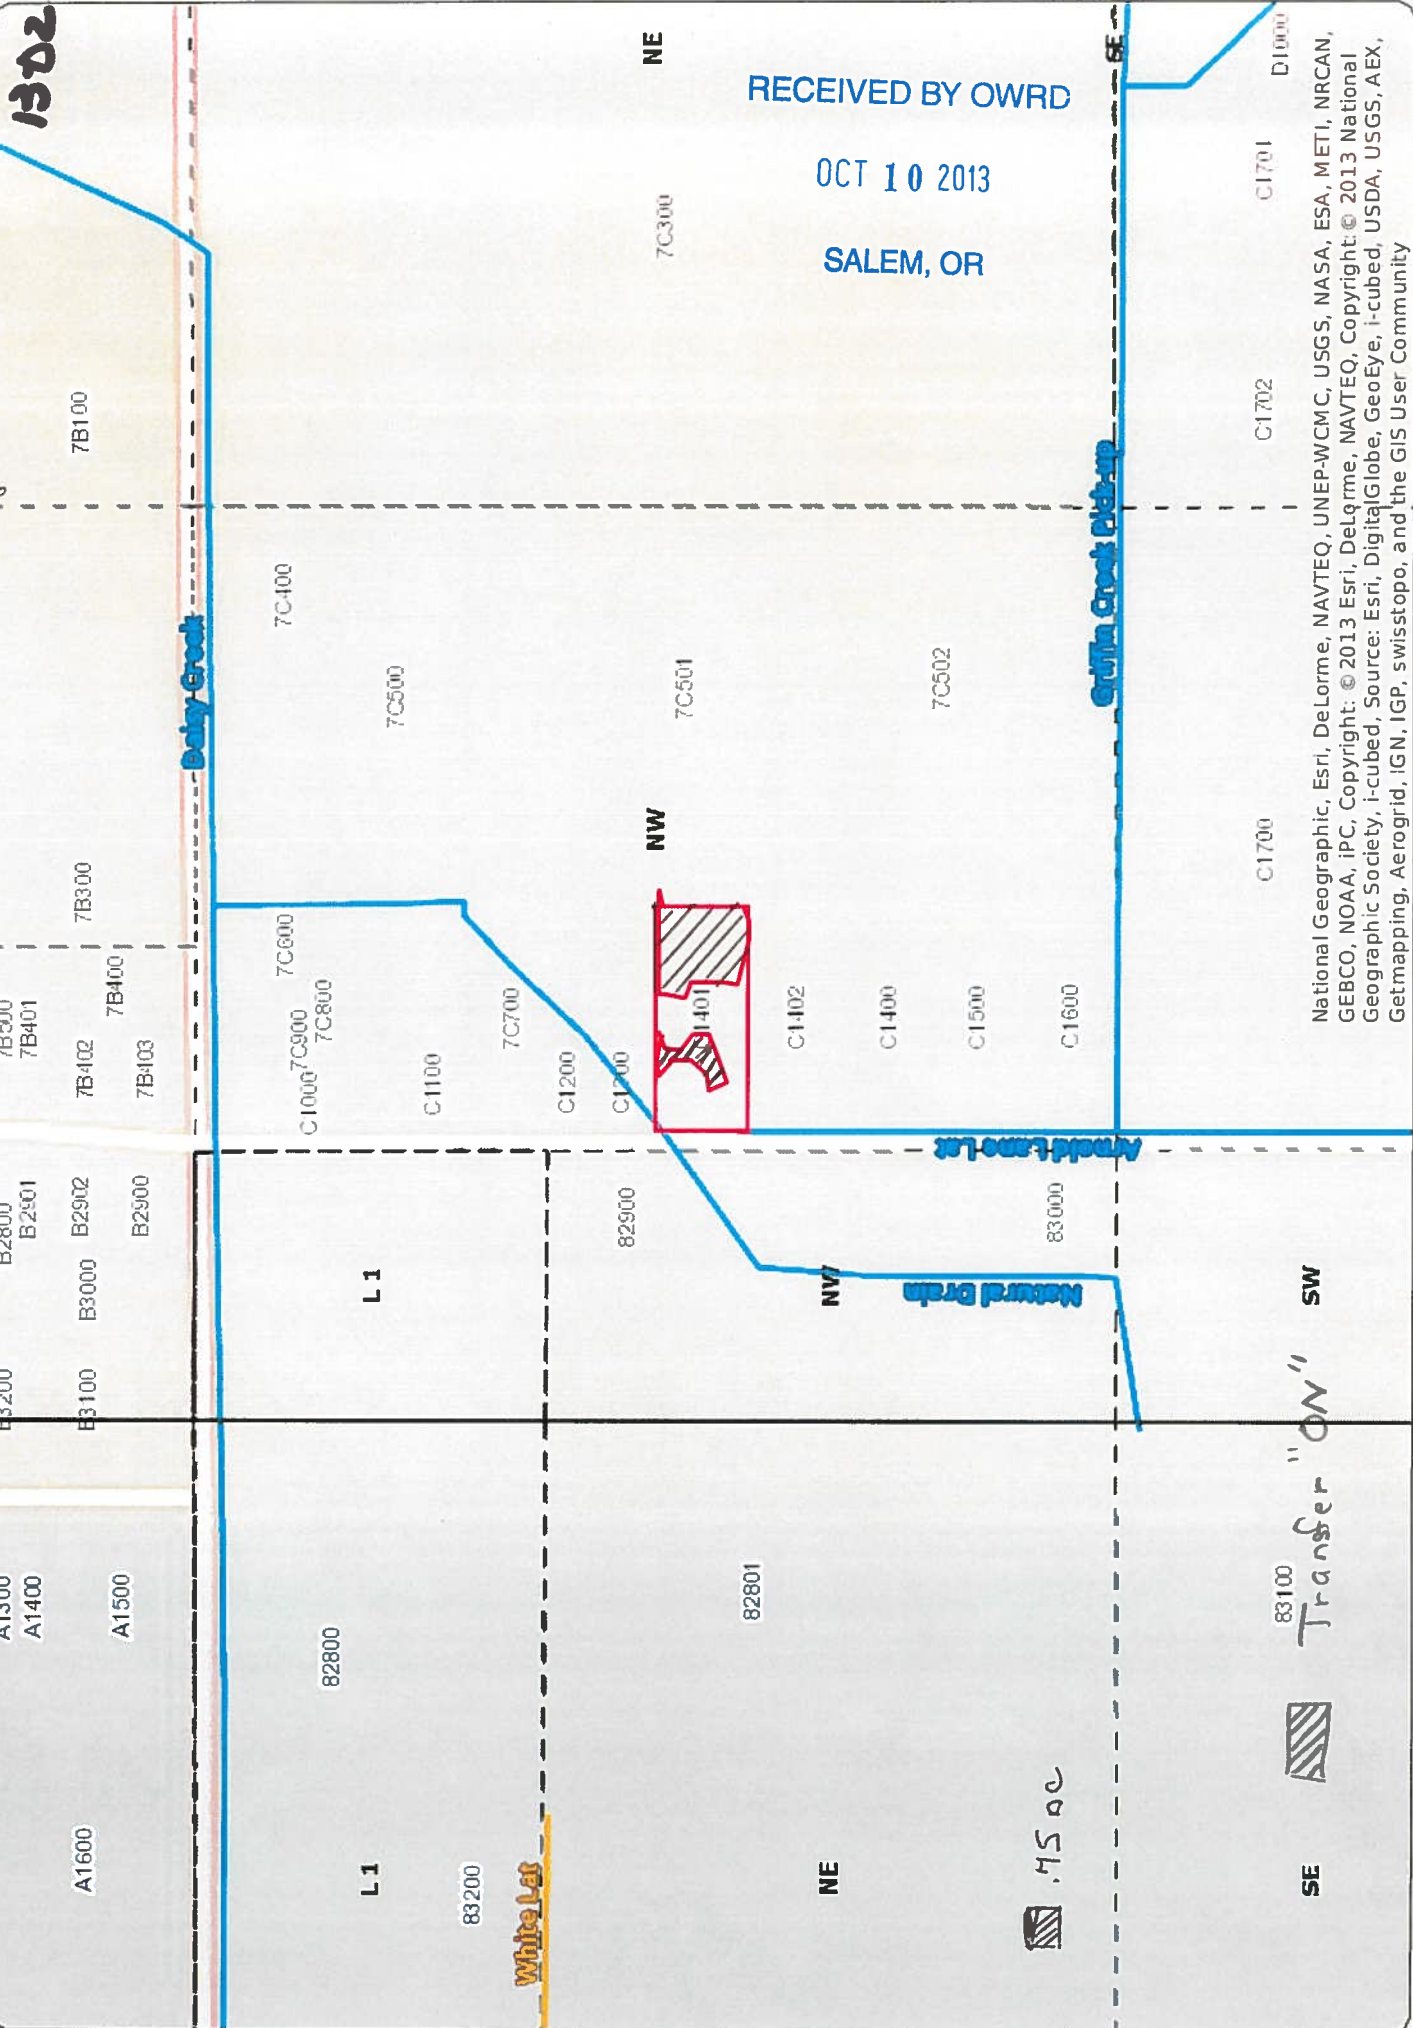 1302
RECEIVED BY OWRD
OCT 10 2013
SALEM, OR
NE
SE
D1000
7C300
C1701
7B100
C1702
7C400
Daisy Creek
7C500
7C501
7C502
Griffin Creek Pick-up
NW
7B300
C1700
7B401
7B400
7B402
7B403
7C600
7C800
7C900
C1000
7C700
C1100
C1200
1401
C1402
C1400
C1500
C1600
Arnold Lane Lat
B2800
B2901
B2902
B2900
82900
83000
B3000
L 1
NW
Natural Drain
SW
B3200
B3100
A1300
A1400
A1500
82800
82801
83100
Transfer "ON"
A1600
L 1
83200
White Lat
NE
.45 ac
SE
National Geographic, Esri, DeLorme, NAVTEQ, UNEP-WCMC, USGS, NASA, ESA, METI, NRCAN,
GEBCO, NOAA, iPC, Copyright: © 2013 Esri, DeLorme, NAVTEQ, Copyright:© 2013 National
Geographic Society, i-cubed, Source: Esri, DigitalGlobe, GeoEye, i-cubed, USDA, USGS, AEX,
Getmapping, Aerogrid, IGN, IGP, swisstopo, and the GIS User Community